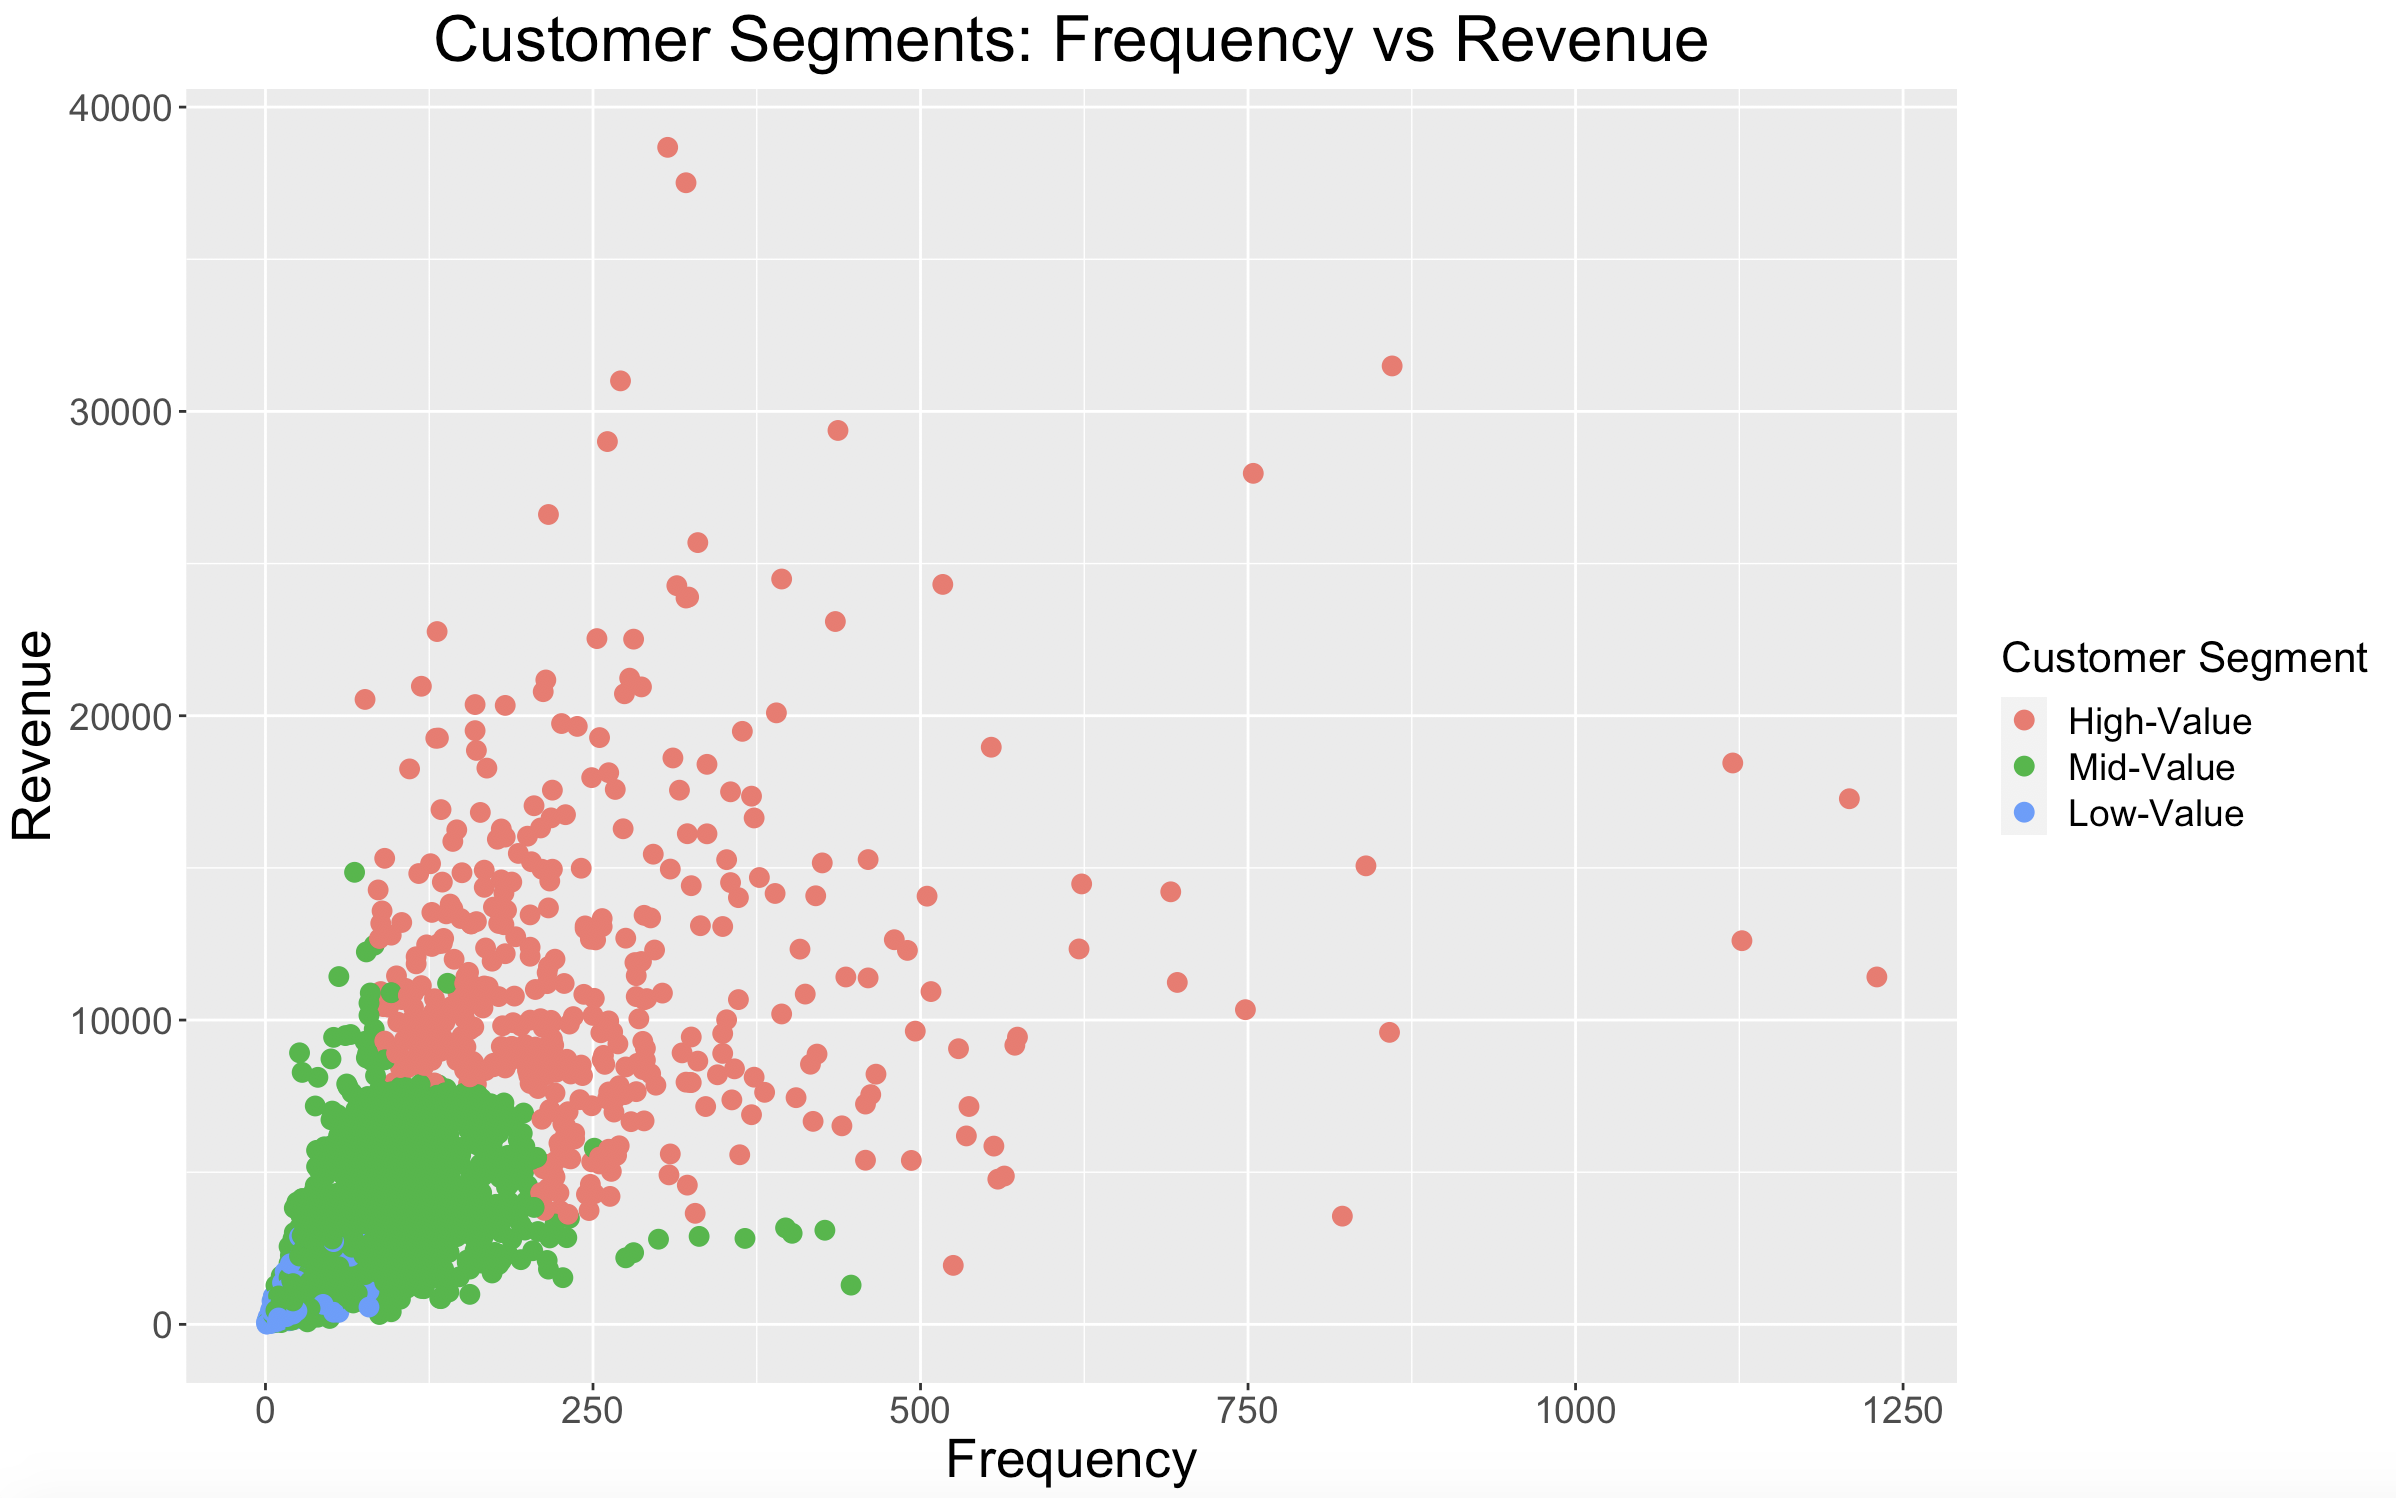 Customer Segments: Frequency vs Revenue
40000
30000
20000
10000
0
Revenue
0 250 500 750 1000 1250
Frequency
Customer Segment
High-Value
Mid-Value
Low-Value